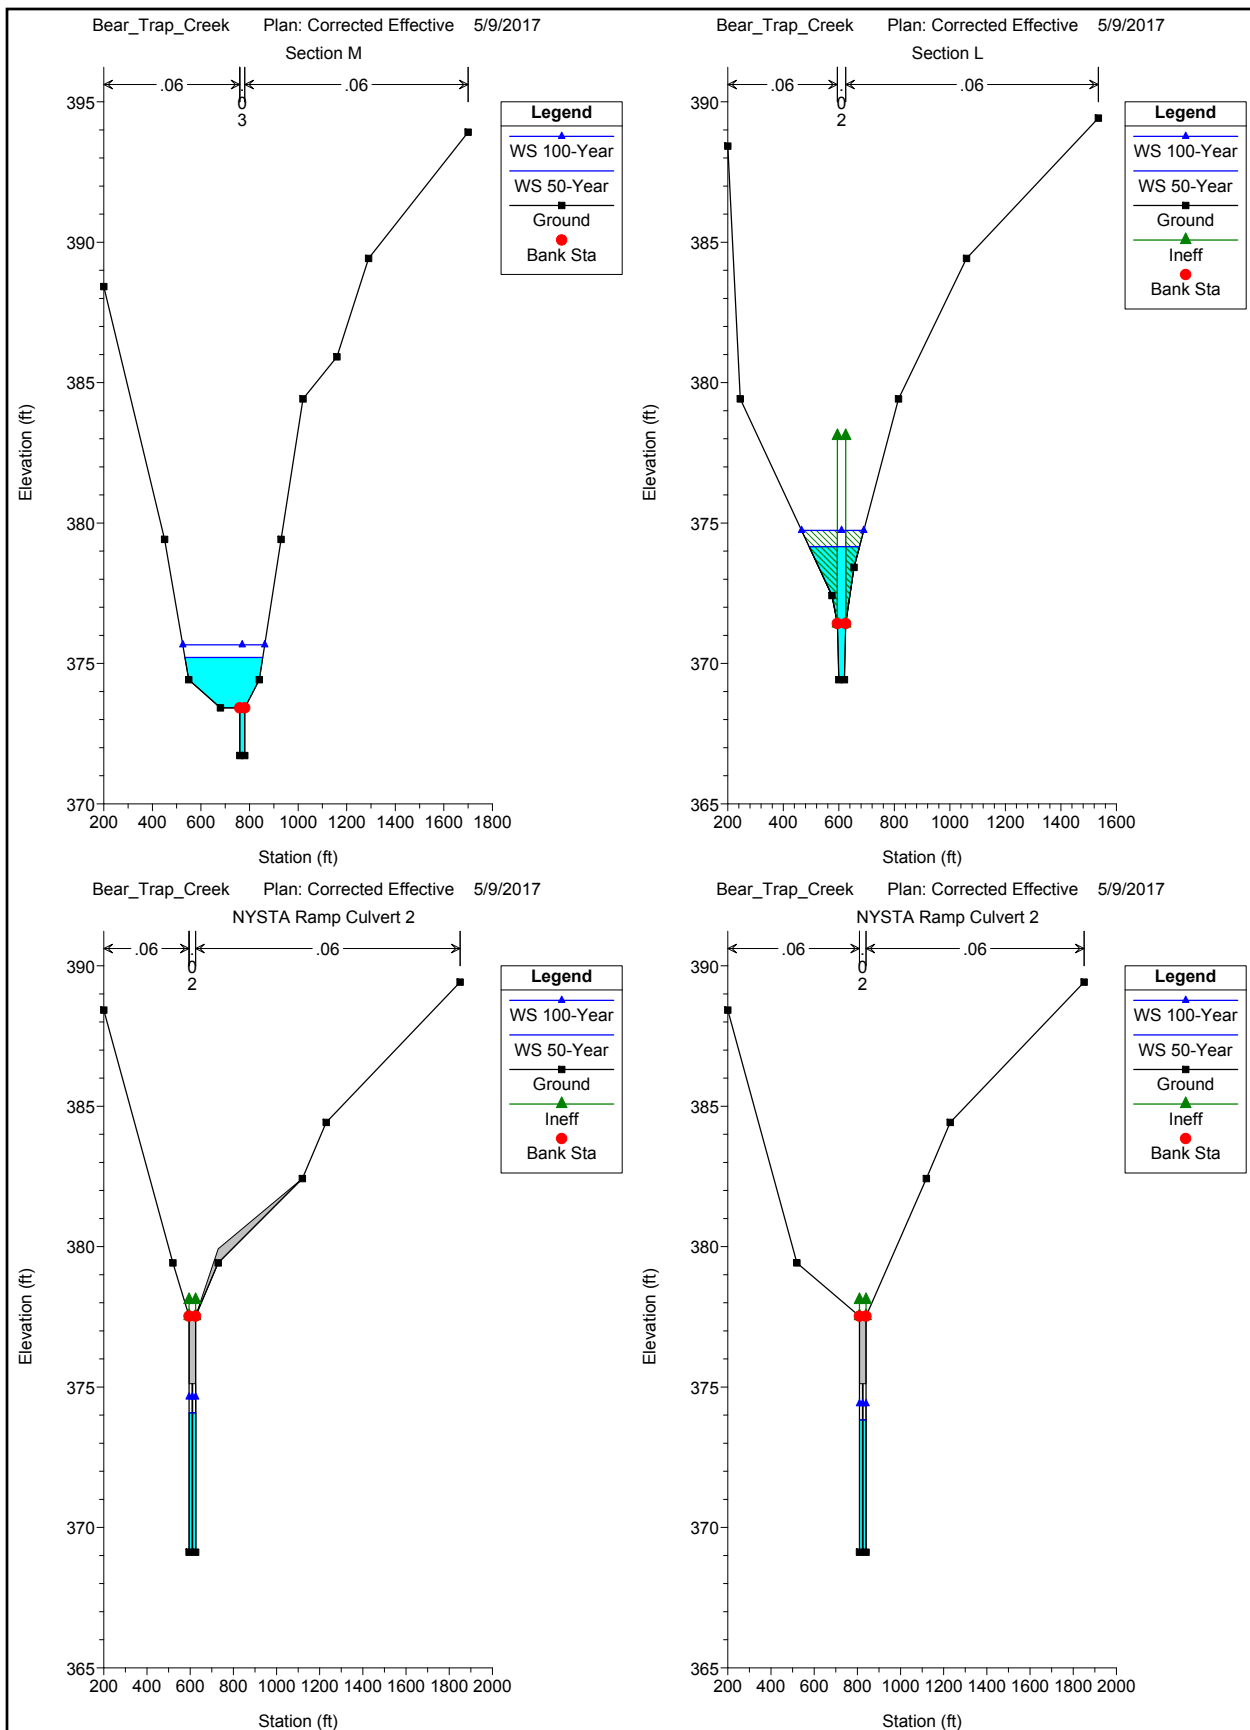 Bear_Trap_Creek Plan: Corrected Effective 5/9/2017
Section M
.06 .03 .06
Legend
WS 100-Year
WS 50-Year
Ground
Bank Sta
Elevation (ft)
395
390
385
380
375
370
200 400 600 800 1000 1200 1400 1600 1800
Station (ft)
Bear_Trap_Creek Plan: Corrected Effective 5/9/2017
Section L
.06 .02 .06
Legend
WS 100-Year
WS 50-Year
Ground
Ineff
Bank Sta
Elevation (ft)
390
385
380
375
370
365
200 400 600 800 1000 1200 1400 1600
Station (ft)
Bear_Trap_Creek Plan: Corrected Effective 5/9/2017
NYSTA Ramp Culvert 2
.06 .02 .06
Legend
WS 100-Year
WS 50-Year
Ground
Ineff
Bank Sta
Elevation (ft)
390
385
380
375
370
365
200 400 600 800 1000 1200 1400 1600 1800 2000
Station (ft)
Bear_Trap_Creek Plan: Corrected Effective 5/9/2017
NYSTA Ramp Culvert 2
.06 .02 .06
Legend
WS 100-Year
WS 50-Year
Ground
Ineff
Bank Sta
Elevation (ft)
390
385
380
375
370
365
200 400 600 800 1000 1200 1400 1600 1800 2000
Station (ft)